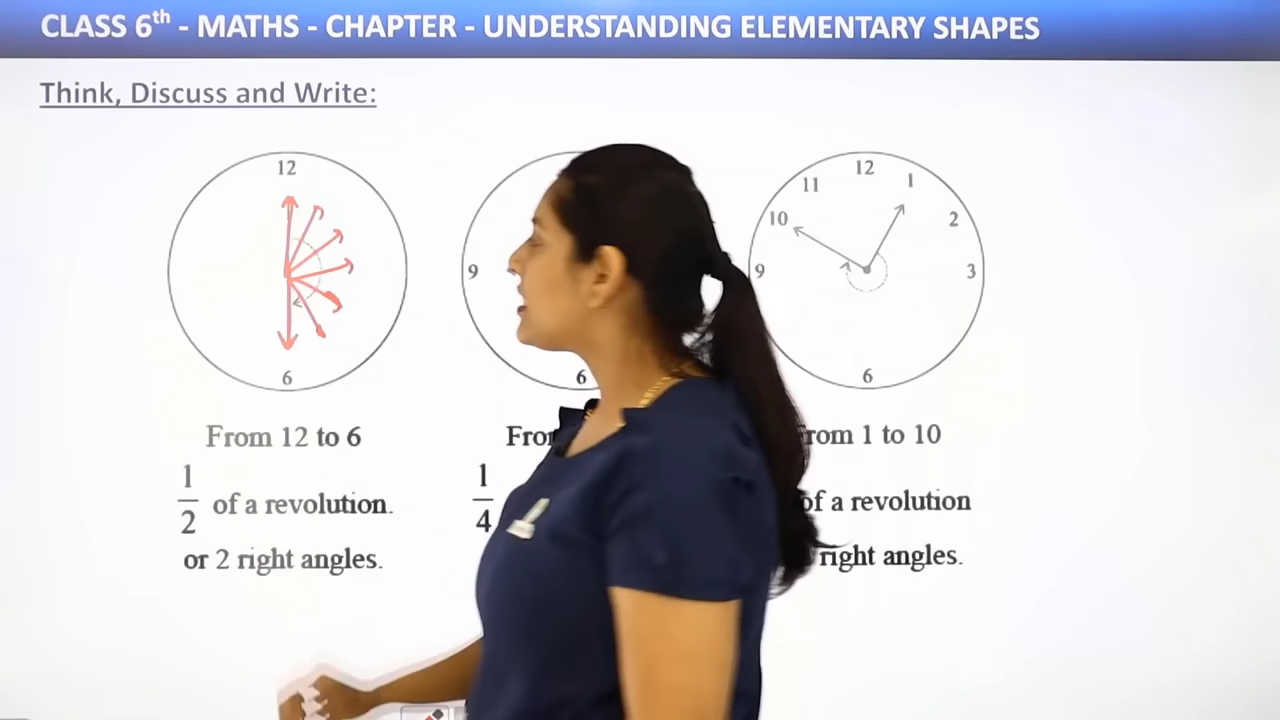 CLASS 6th - MATHS - CHAPTER - UNDERSTANDING ELEMENTARY SHAPES
Think, Discuss and Write:
12
6
9
6
12
11
1
10
2
9
3
6
From 12 to 6
1/2 of a revolution.
or 2 right angles.
1/4
From 1 to 10
of a revolution
right angles.